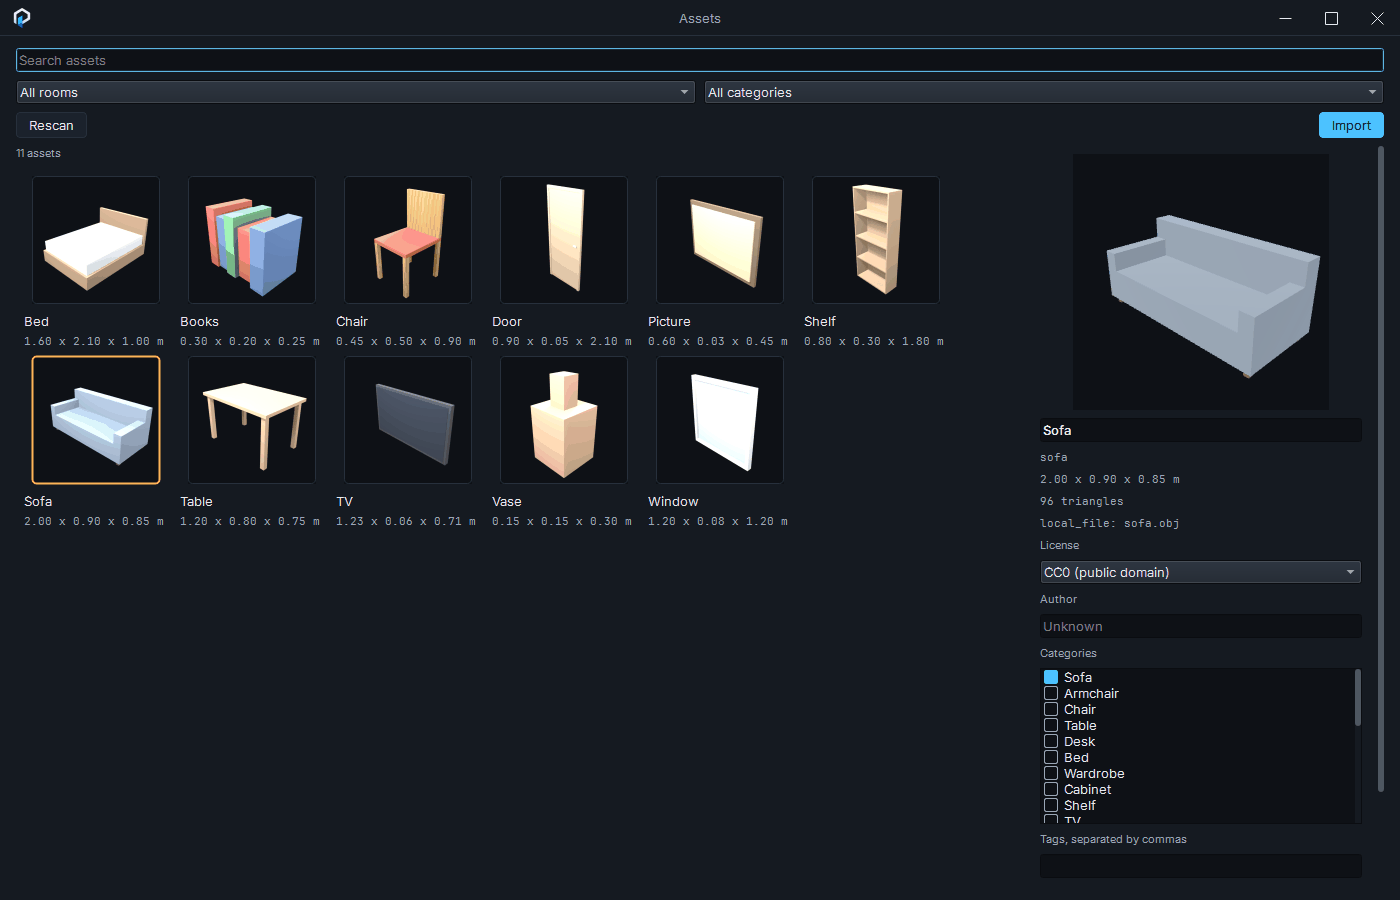 Assets
Search assets
All rooms
All categories
Rescan
Import
11 assets
Bed
1.60 x 2.10 x 1.00 m
Books
0.30 x 0.20 x 0.25 m
Chair
0.45 x 0.50 x 0.90 m
Door
0.90 x 0.05 x 2.10 m
Picture
0.60 x 0.03 x 0.45 m
Shelf
0.80 x 0.30 x 1.80 m
Sofa
2.00 x 0.90 x 0.85 m
Table
1.20 x 0.80 x 0.75 m
TV
1.23 x 0.06 x 0.71 m
Vase
0.15 x 0.15 x 0.30 m
Window
1.20 x 0.08 x 1.20 m
Sofa
sofa
2.00 x 0.90 x 0.85 m
96 triangles
local_file: sofa.obj
License
CC0 (public domain)
Author
Unknown
Categories
Sofa
Armchair
Chair
Table
Desk
Bed
Wardrobe
Cabinet
Shelf
TV
Tags, separated by commas